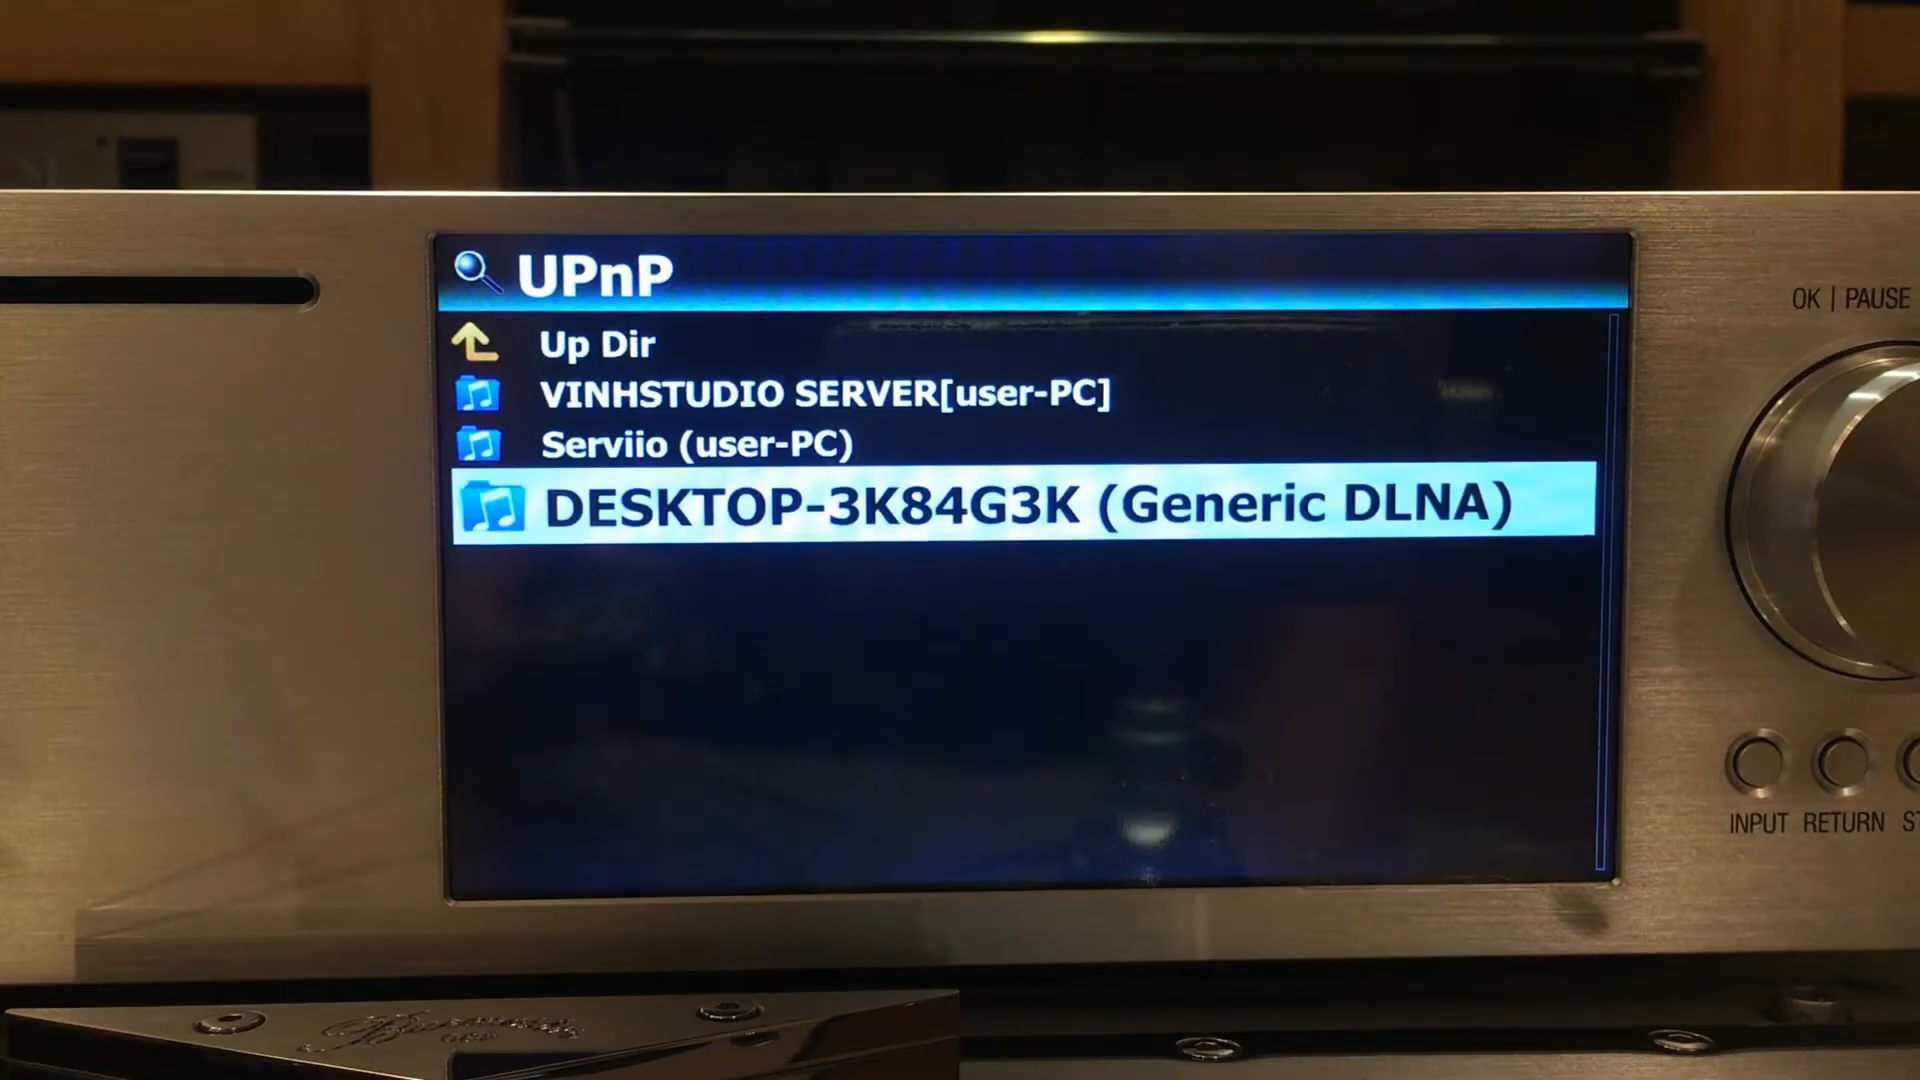 UPnP
Up Dir
VINHSTUDIO SERVER[user-PC]
Serviio (user-PC)
DESKTOP-3K84G3K (Generic DLNA)
OK | PAUSE
INPUT RETURN